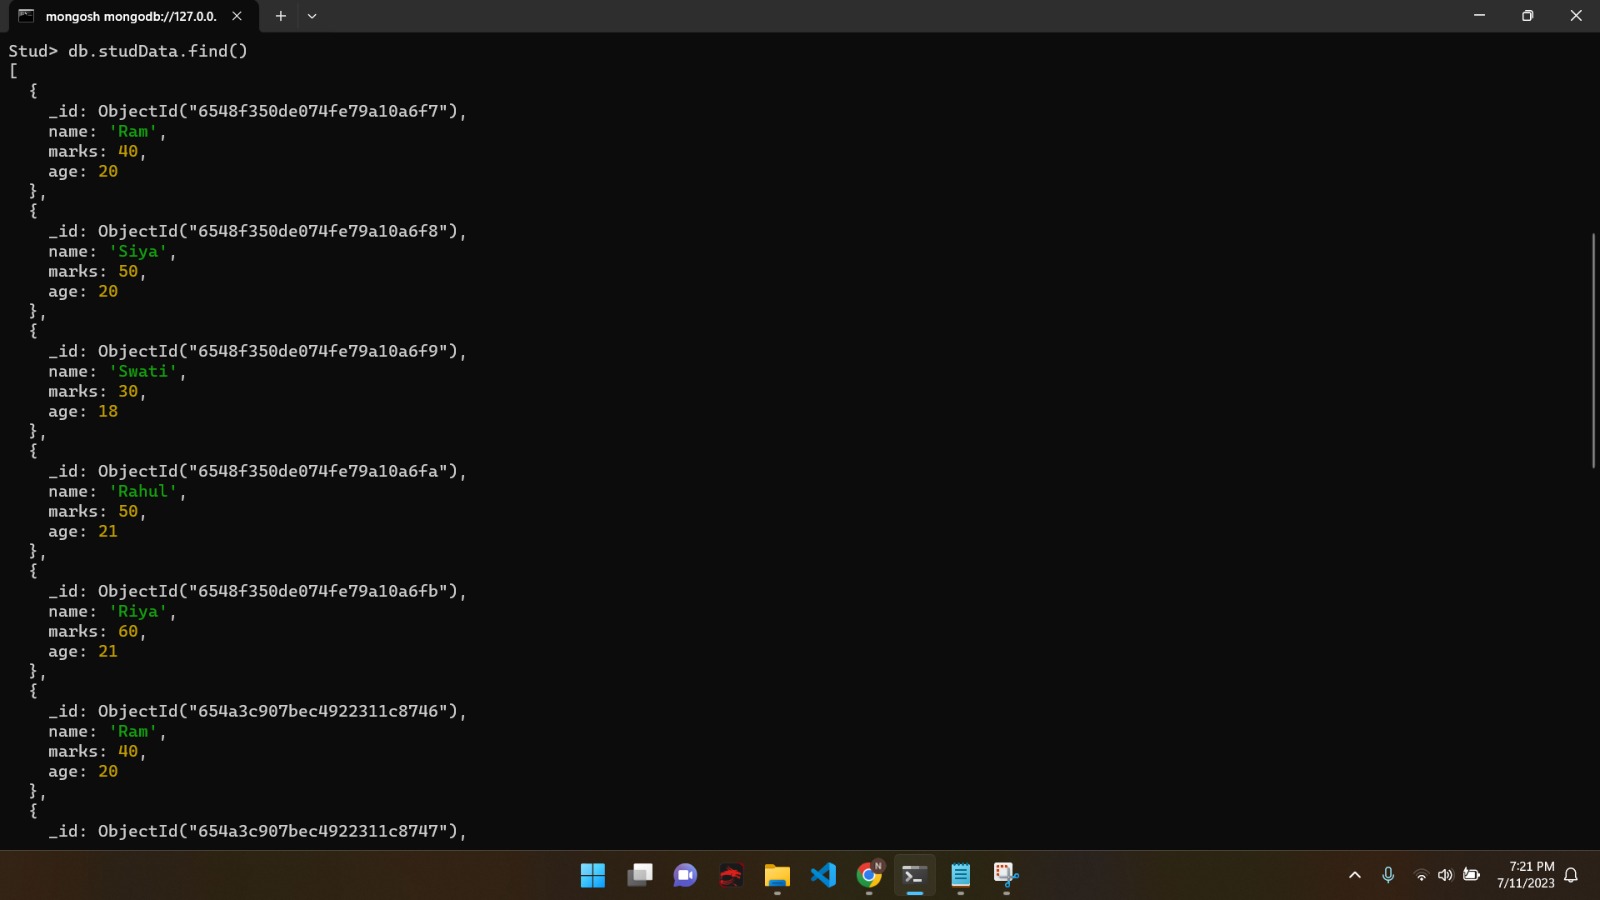 mongosh mongodb://127.0.0.
Stud> db.studData.find()
[
  {
    _id: ObjectId("6548f350de074fe79a10a6f7"),
    name: 'Ram',
    marks: 40,
    age: 20
  },
  {
    _id: ObjectId("6548f350de074fe79a10a6f8"),
    name: 'Siya',
    marks: 50,
    age: 20
  },
  {
    _id: ObjectId("6548f350de074fe79a10a6f9"),
    name: 'Swati',
    marks: 30,
    age: 18
  },
  {
    _id: ObjectId("6548f350de074fe79a10a6fa"),
    name: 'Rahul',
    marks: 50,
    age: 21
  },
  {
    _id: ObjectId("6548f350de074fe79a10a6fb"),
    name: 'Riya',
    marks: 60,
    age: 21
  },
  {
    _id: ObjectId("654a3c907bec4922311c8746"),
    name: 'Ram',
    marks: 40,
    age: 20
  },
  {
    _id: ObjectId("654a3c907bec4922311c8747"),
N
7:21 PM
7/11/2023